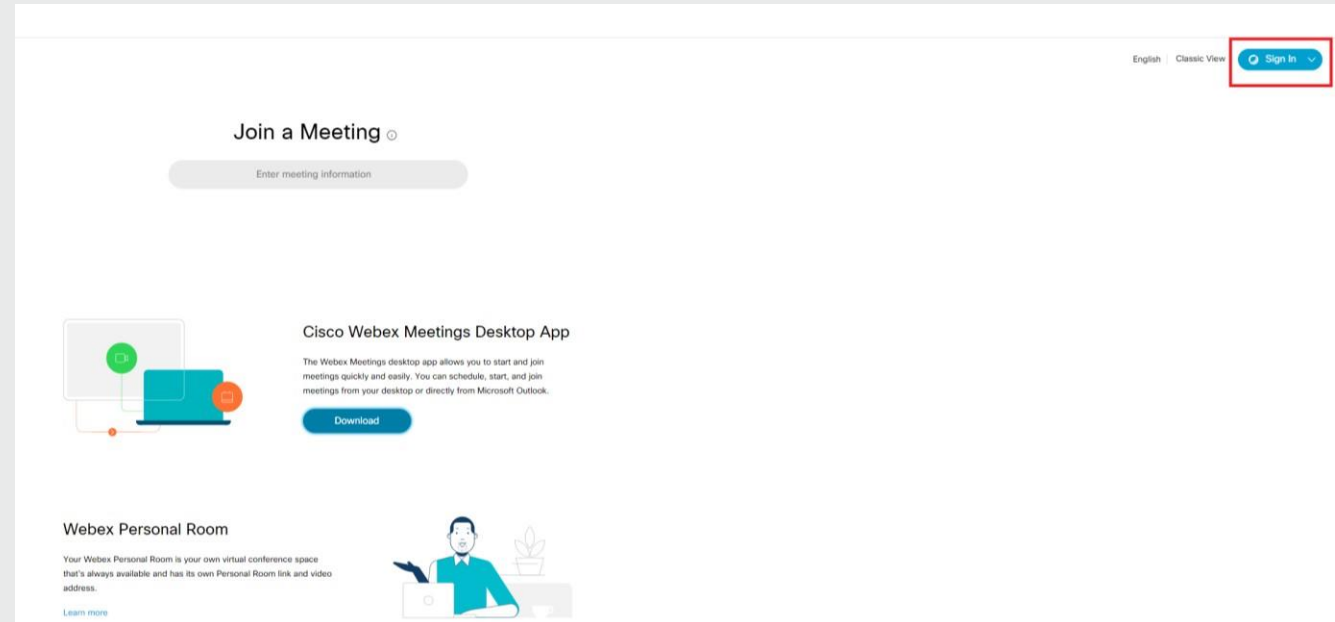 English Classic View Sign In
Join a Meeting
Enter meeting information
Cisco Webex Meetings Desktop App
The Webex Meetings desktop app allows you to start and join
meetings quickly and easily. You can schedule, start, and join
meetings from your desktop or directly from Microsoft Outlook.
Download
Webex Personal Room
Your Webex Personal Room is your own virtual conference space
that's always available and has its own Personal Room link and video
address.
Learn more